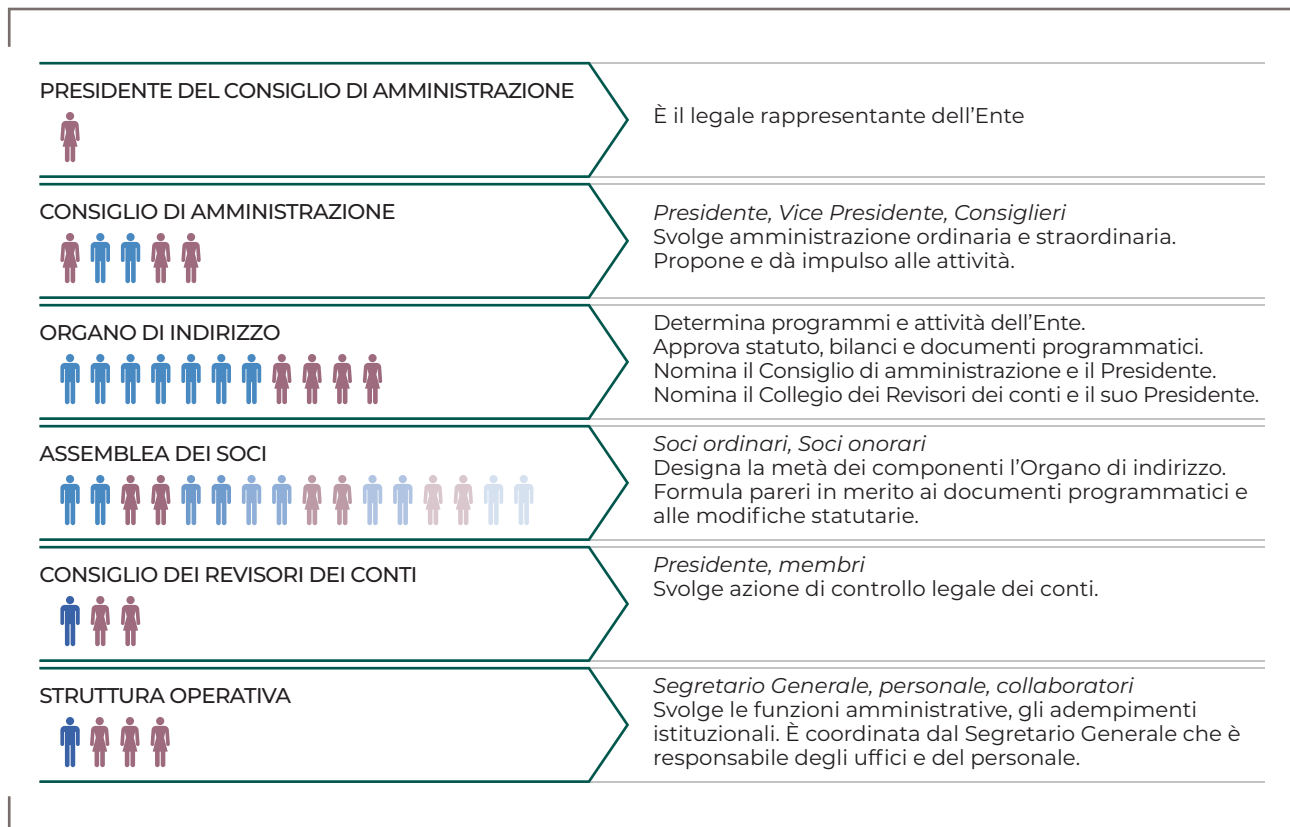 PRESIDENTE DEL CONSIGLIO DI AMMINISTRAZIONE
È il legale rappresentante dell’Ente
CONSIGLIO DI AMMINISTRAZIONE
Presidente, Vice Presidente, Consiglieri
Svolge amministrazione ordinaria e straordinaria.
Propone e dà impulso alle attività.
ORGANO DI INDIRIZZO
Determina programmi e attività dell’Ente.
Approva statuto, bilanci e documenti programmatici.
Nomina il Consiglio di amministrazione e il Presidente.
Nomina il Collegio dei Revisori dei conti e il suo Presidente.
ASSEMBLEA DEI SOCI
Soci ordinari, Soci onorari
Designa la metà dei componenti l’Organo di indirizzo.
Formula pareri in merito ai documenti programmatici e
alle modifiche statutarie.
CONSIGLIO DEI REVISORI DEI CONTI
Presidente, membri
Svolge azione di controllo legale dei conti.
STRUTTURA OPERATIVA
Segretario Generale, personale, collaboratori
Svolge le funzioni amministrative, gli adempimenti
istituzionali. È coordinata dal Segretario Generale che è
responsabile degli uffici e del personale.